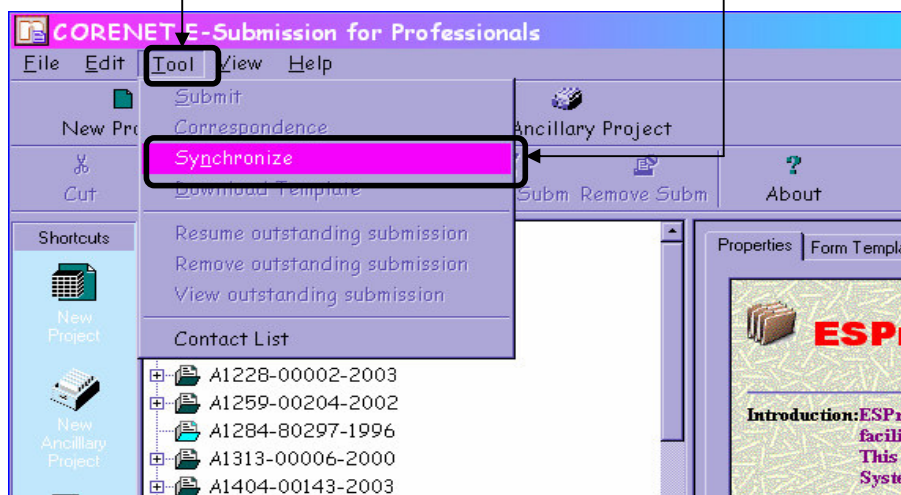 CORENET E-Submission for Professionals
File Edit Tool View Help
Submit
New Pro
Correspondence
Ancillary Project
Synchronize
Cut
Download Template
Subm Remove Subm
About
Shortcuts
Resume outstanding submission
Properties Form Templa
Remove outstanding submission
View outstanding submission
New
Project
Contact List
ESPr
A1228-00002-2003
A1259-00204-2002
Introduction:ESPr
New
Ancilllary
Project
A1284-80297-1996
facili
A1313-00006-2000
This
A1404-00143-2003
Syste